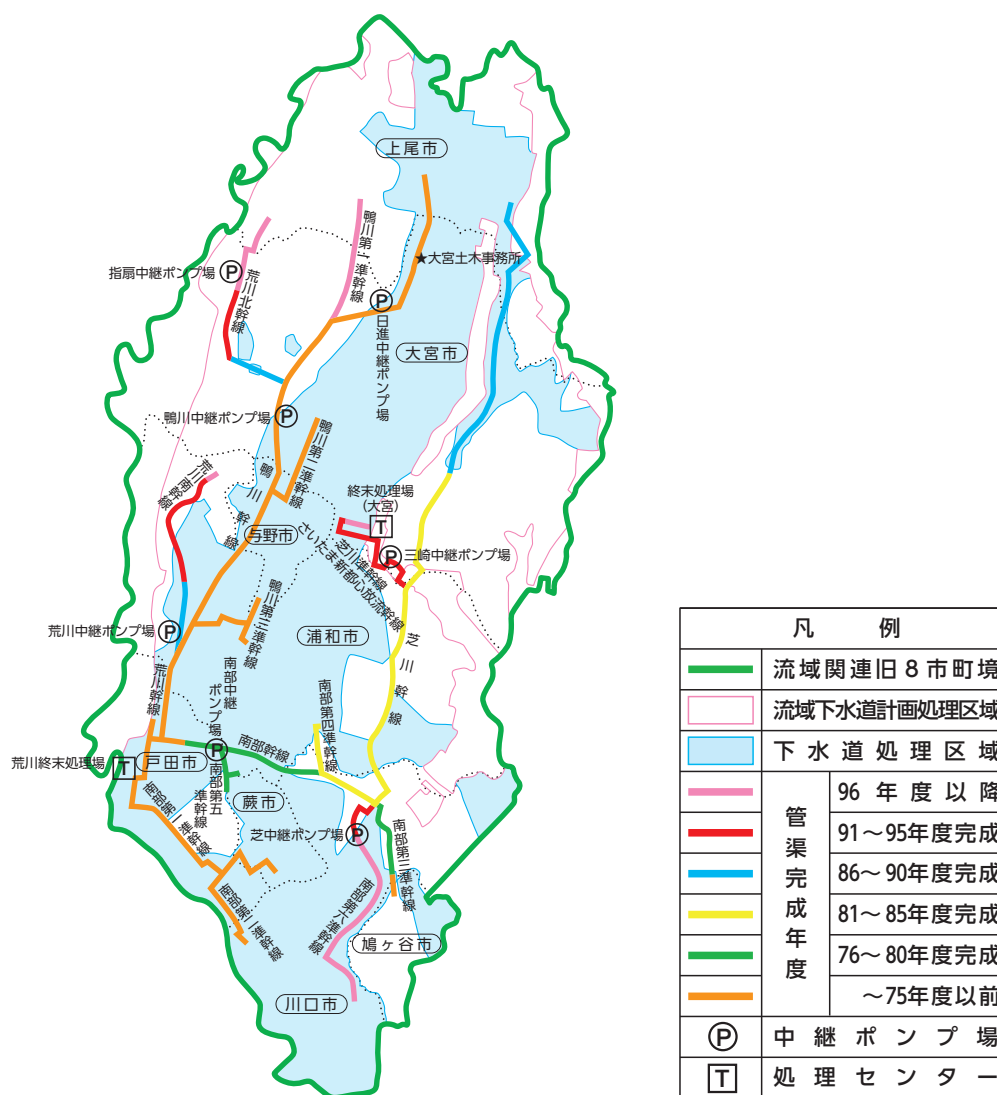 上尾市
鴨川第一準幹線
★大宮土木事務所
指扇中継ポンプ場
P
荒川北幹線
P
日進中継ポンプ場
大宮市
鴨川中継ポンプ場
P
鴨川第二準幹線
荒川南幹線
鴨川幹線
終末処理場
(大宮)
T
与野市
P
三崎中継ポンプ場
芝川準幹線
さいたま新都心放流幹線
鴨川第三準幹線
荒川中継ポンプ場
P
浦和市
芝川幹線
荒川幹線
南部中継
ポンプ場
P
南部第四準幹線
南部幹線
荒川終末処理場
T
戸田市
南部第五
準幹線
蕨市
南部第一準幹線
芝中継ポンプ場
P
南部第三準幹線
南部第二準幹線
南部第六準幹線
鳩ヶ谷市
川口市
凡例
流域関連旧8市町境
流域下水道計画処理区域
下水道処理区域
管渠完成年度
96年度以降
91～95年度完成
86～90年度完成
81～85年度完成
76～80年度完成
～75年度以前
P 中継ポンプ場
T 処理センター